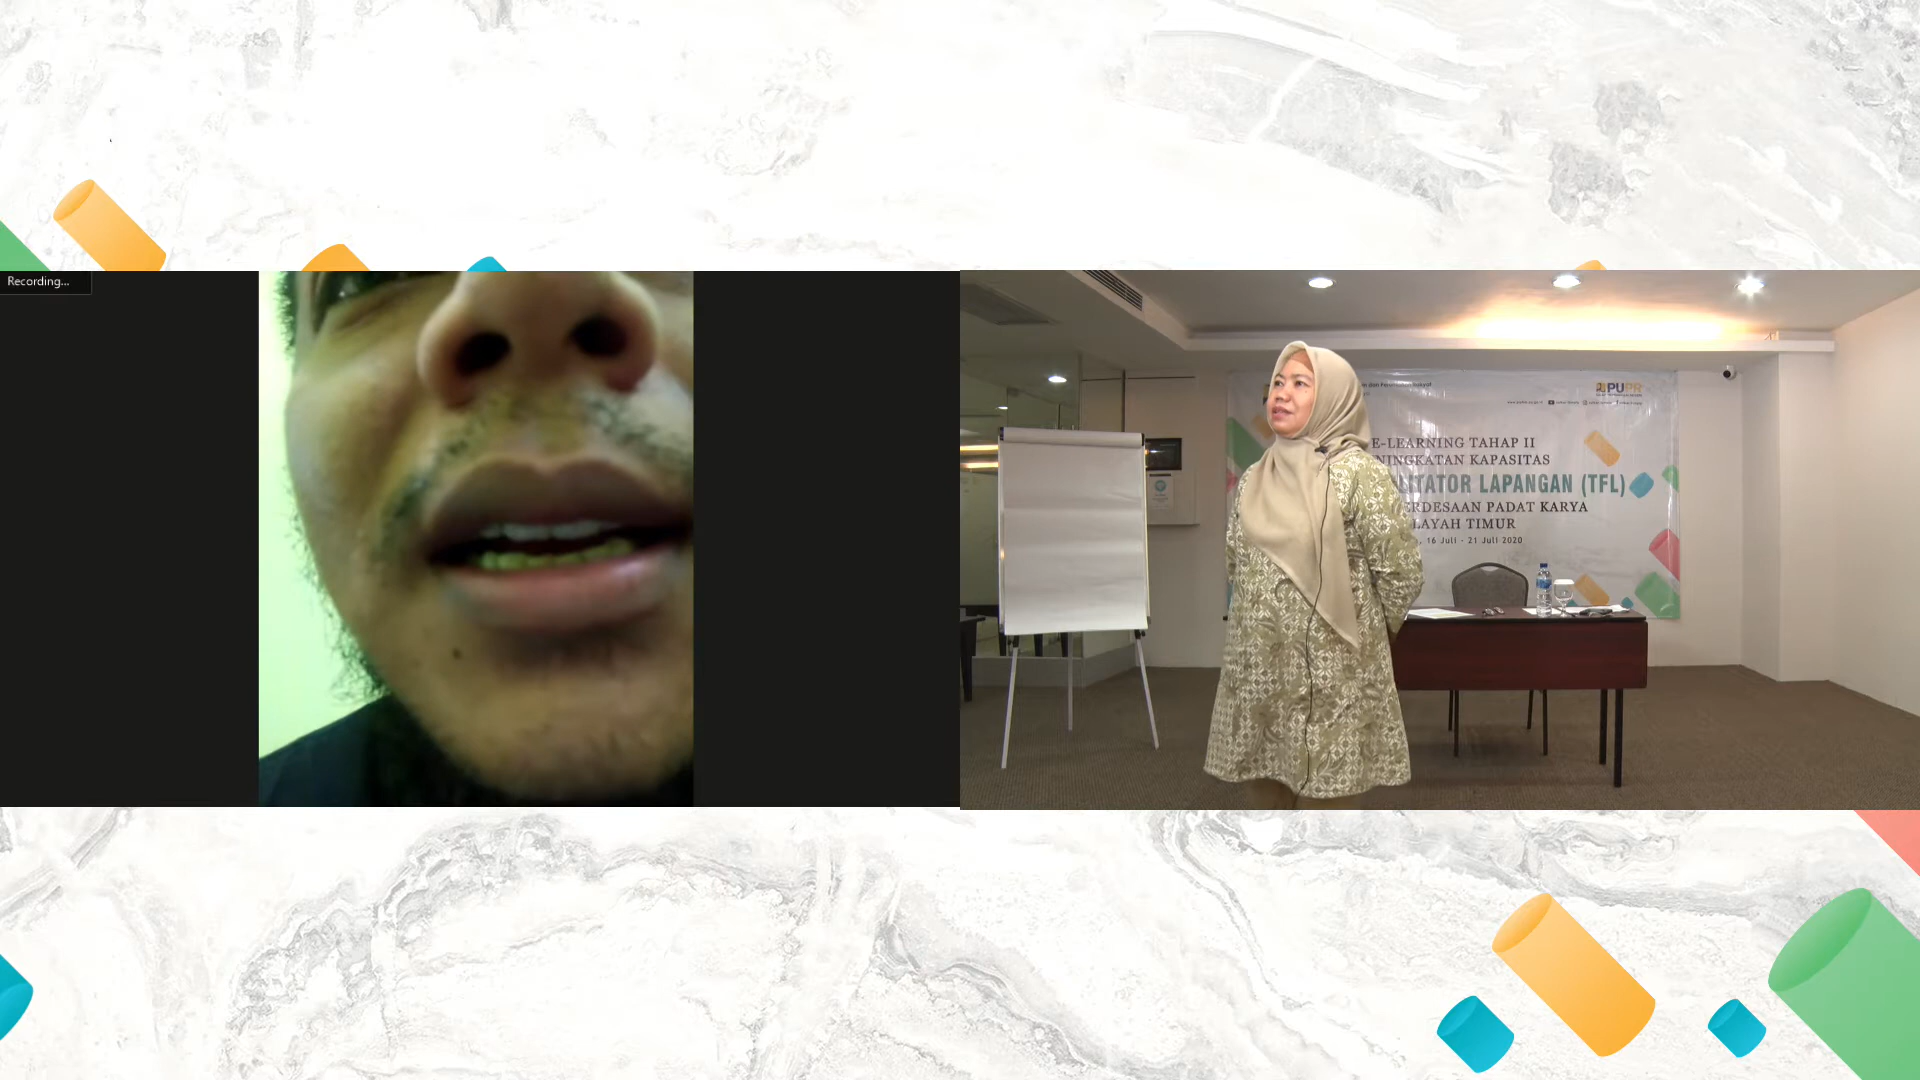 Recording...
PUPR
E-LEARNING TAHAP II
NINGKATAN KAPASITAS
LITATOR LAPANGAN (TFL)
ERDESAAN PADAT KARYA
LAYAH TIMUR
, 16 Juli - 21 Juli 2020